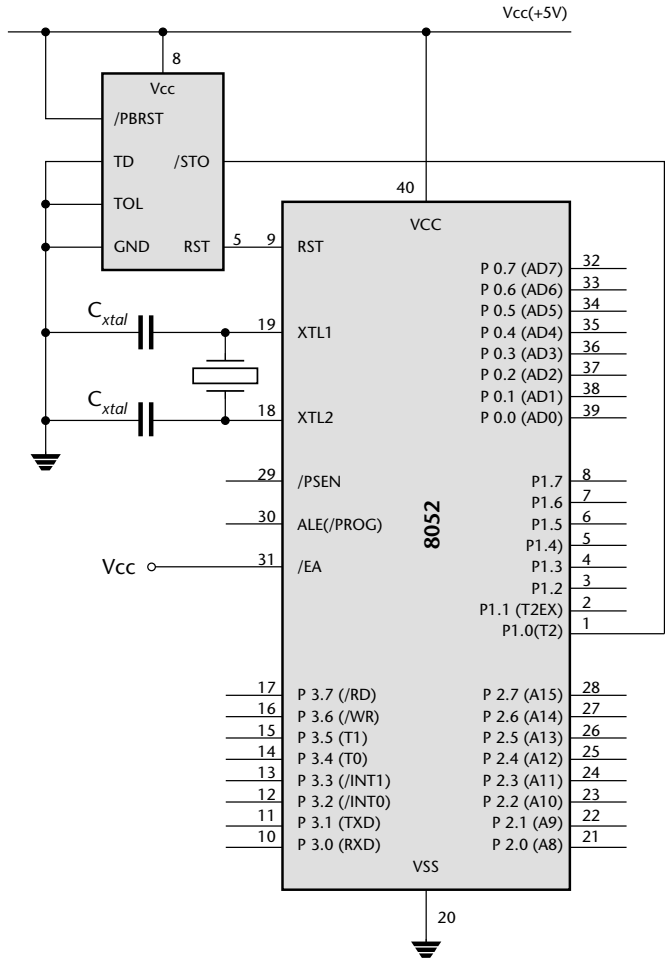 Vcc(+5V)
8
Vcc
/PBRST
TD /STO
TOL
GND RST 5 9 RST
40
VCC
P 0.7 (AD7) 32
P 0.6 (AD6) 33
P 0.5 (AD5) 34
P 0.4 (AD4) 35
P 0.3 (AD3) 36
P 0.2 (AD2) 37
P 0.1 (AD1) 38
P 0.0 (AD0) 39
Cxtal
19 XTL1
Cxtal
18 XTL2
29 /PSEN
30 ALE(/PROG)
Vcc 31 /EA
8052
P1.7 8
P1.6 7
P1.5 6
P1.4) 5
P1.3 4
P1.2 3
P1.1 (T2EX) 2
P1.0(T2) 1
17 P 3.7 (/RD)
16 P 3.6 (/WR)
15 P 3.5 (T1)
14 P 3.4 (T0)
13 P 3.3 (/INT1)
12 P 3.2 (/INT0)
11 P 3.1 (TXD)
10 P 3.0 (RXD)
P 2.7 (A15) 28
P 2.6 (A14) 27
P 2.5 (A13) 26
P 2.4 (A12) 25
P 2.3 (A11) 24
P 2.2 (A10) 23
P 2.1 (A9) 22
P 2.0 (A8) 21
VSS
20